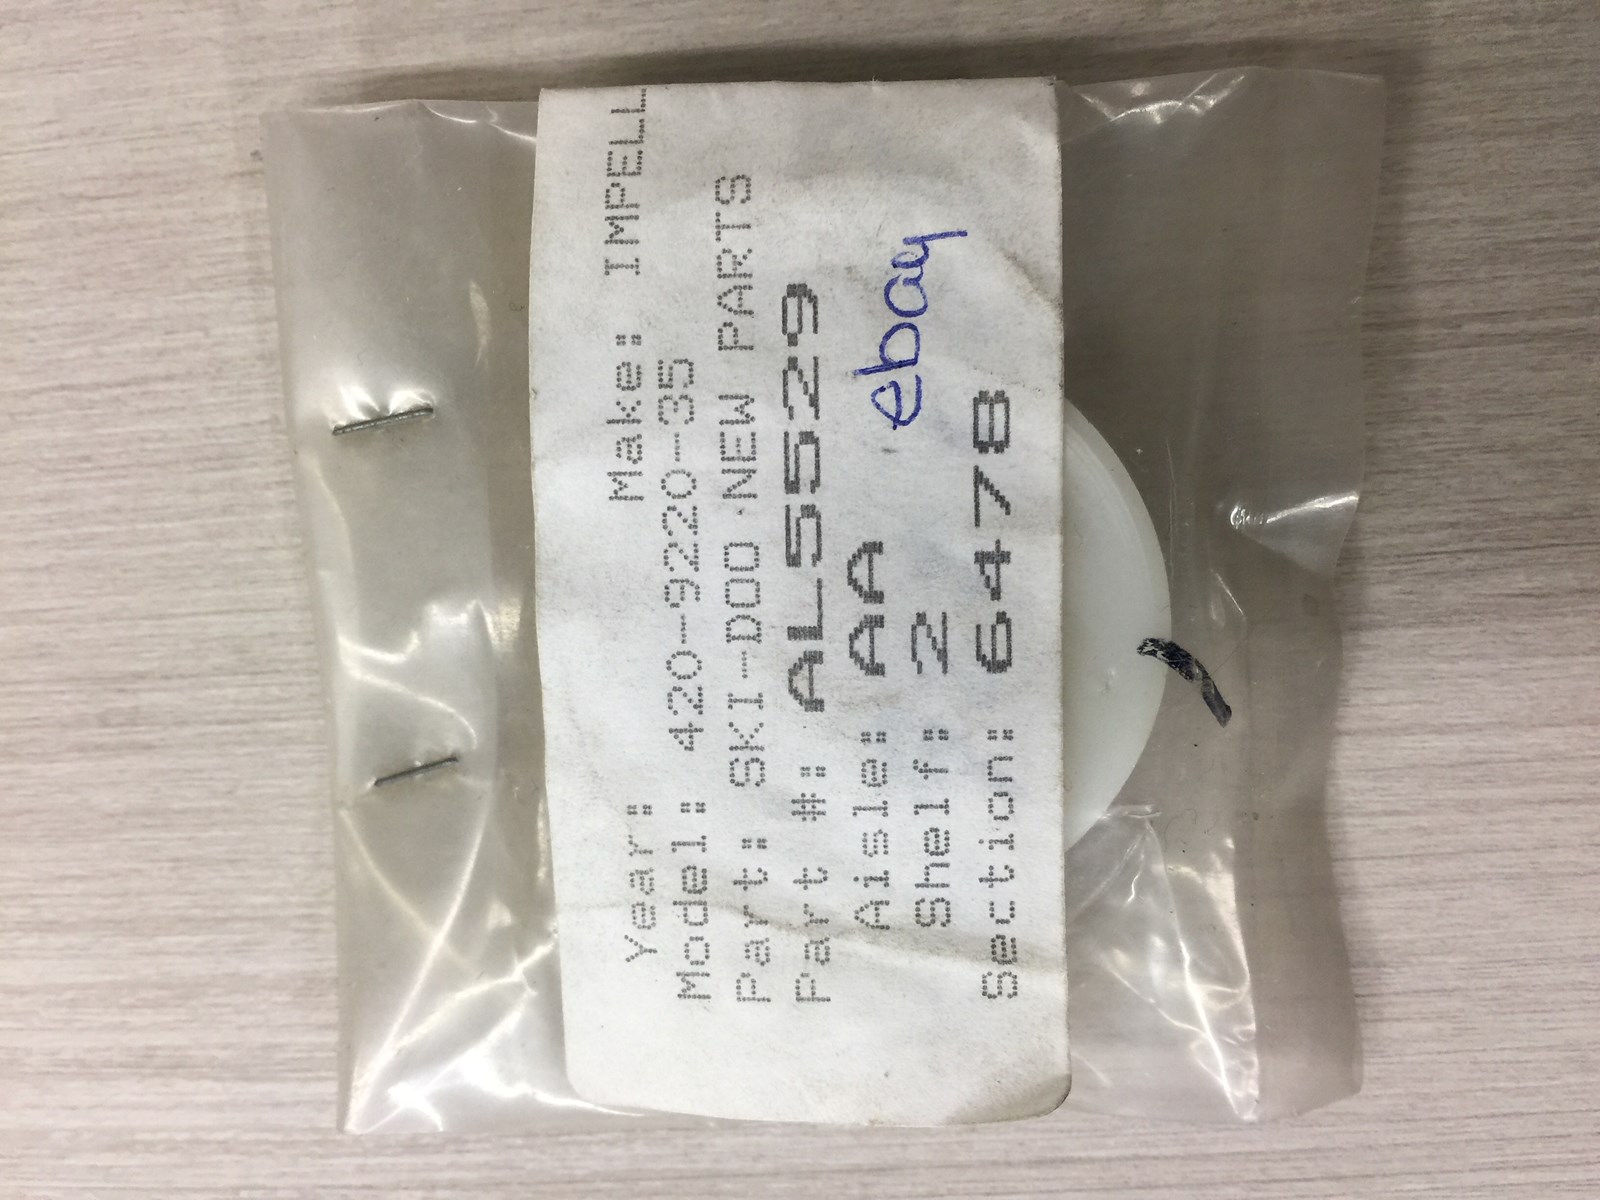 Year: Make: IMPELL
Model: 420-9220-35
Part: SKI-DOO NEW PARTS
Part #: AL55529
Aisle: AA
ebay
Shelf: 2
Section: 6478